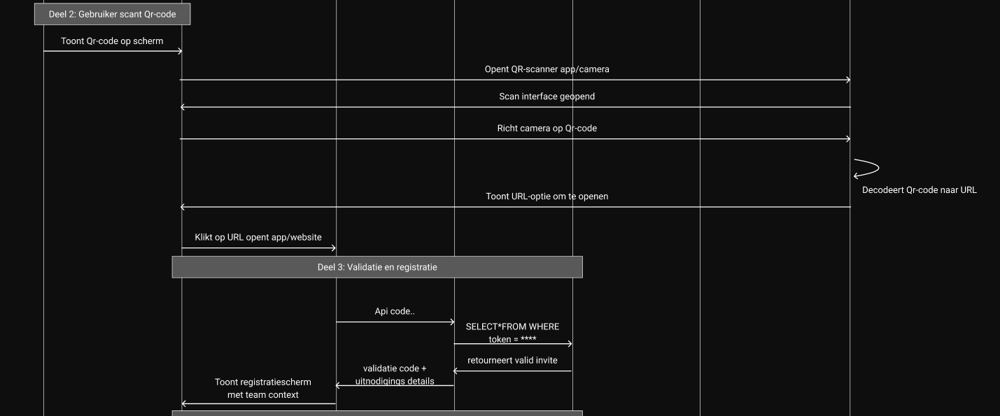 Deel 2: Gebruiker scant Qr-code
Toont Qr-code op scherm
Opent QR-scanner app/camera
Scan interface geopend
Richt camera op Qr-code
Decodeert Qr-code naar URL
Toont URL-optie om te openen
Klikt op URL opent app/website
Deel 3: Validatie en registratie
Api code..
SELECT*FROM WHERE
token = ****
retourneert valid invite
validatie code +
uitnodigings details
Toont registratiescherm
met team context